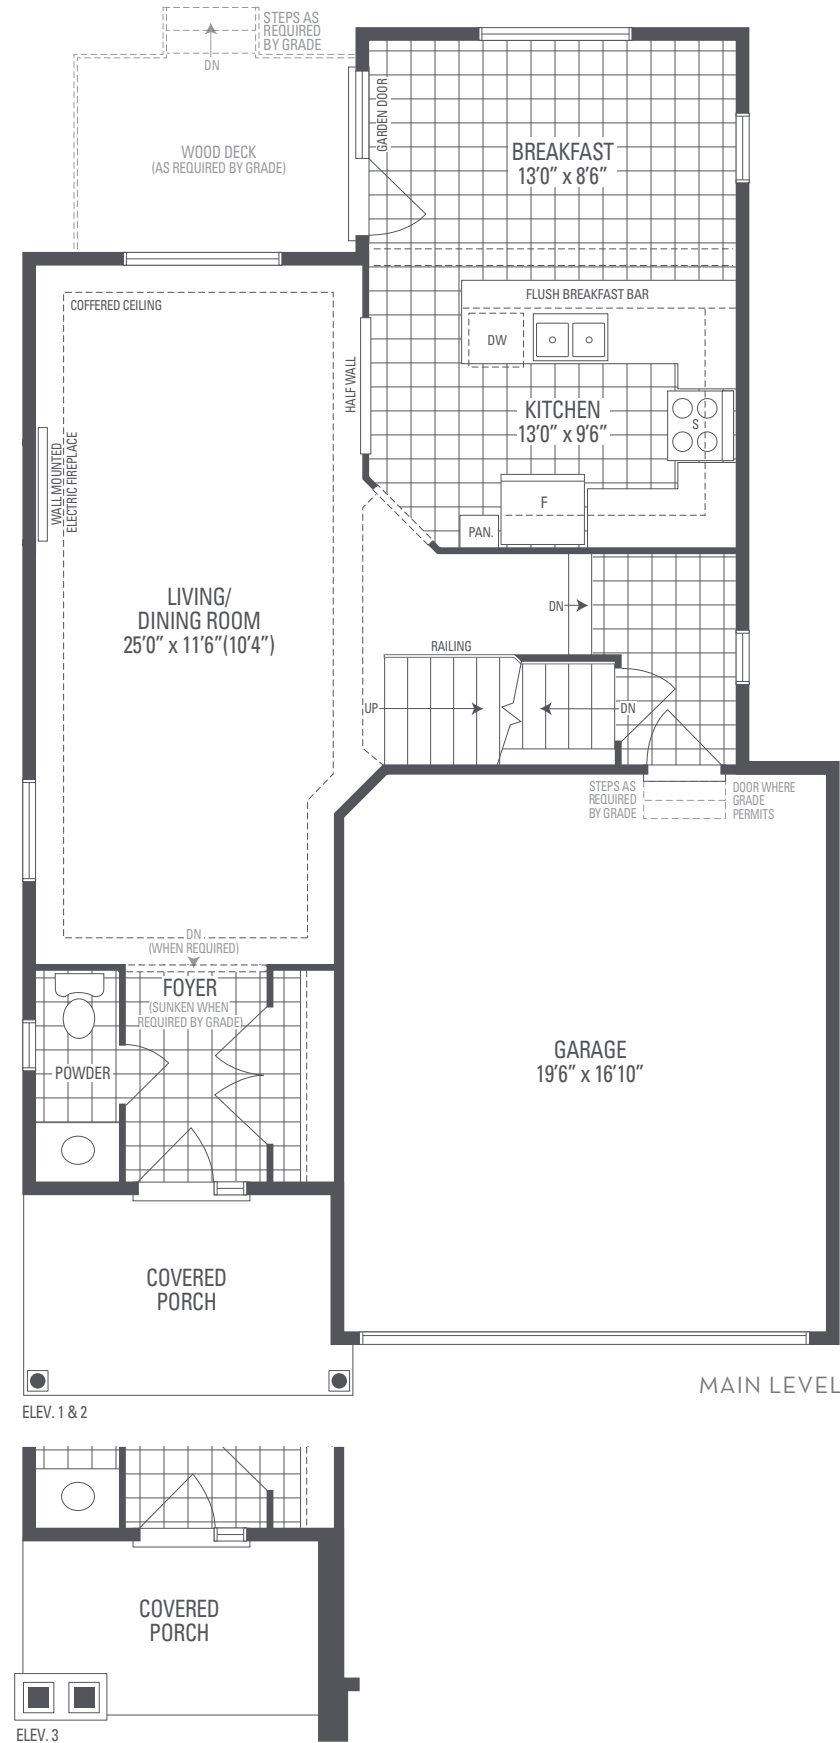 STEPS AS
REQUIRED
BY GRADE
DN
WOOD DECK
(AS REQUIRED BY GRADE)
GARDEN DOOR
BREAKFAST
13'0" x 8'6"
COFFERED CEILING
FLUSH BREAKFAST BAR
DW
HALF WALL
KITCHEN
13'0" x 9'6"
S
WALL MOUNTED
ELECTRIC FIREPLACE
F
PAN.
LIVING/
DINING ROOM
25'0" x 11'6"(10'4")
DN
RAILING
UP
DN
STEPS AS
REQUIRED
BY GRADE
DOOR WHERE
GRADE
PERMITS
DN
(WHEN REQUIRED)
FOYER
(SUNKEN WHEN
REQUIRED BY GRADE)
POWDER
GARAGE
19'6" x 16'10"
COVERED
PORCH
MAIN LEVEL
ELEV. 1 & 2
COVERED
PORCH
ELEV. 3